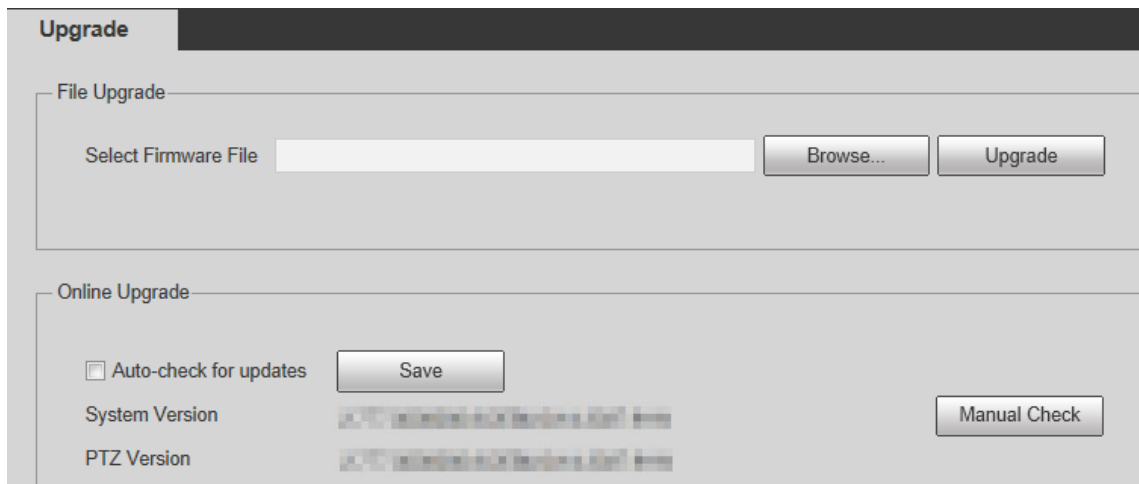 Upgrade
File Upgrade
Select Firmware File Browse... Upgrade
Online Upgrade
Auto-check for updates Save
System Version Manual Check
PTZ Version